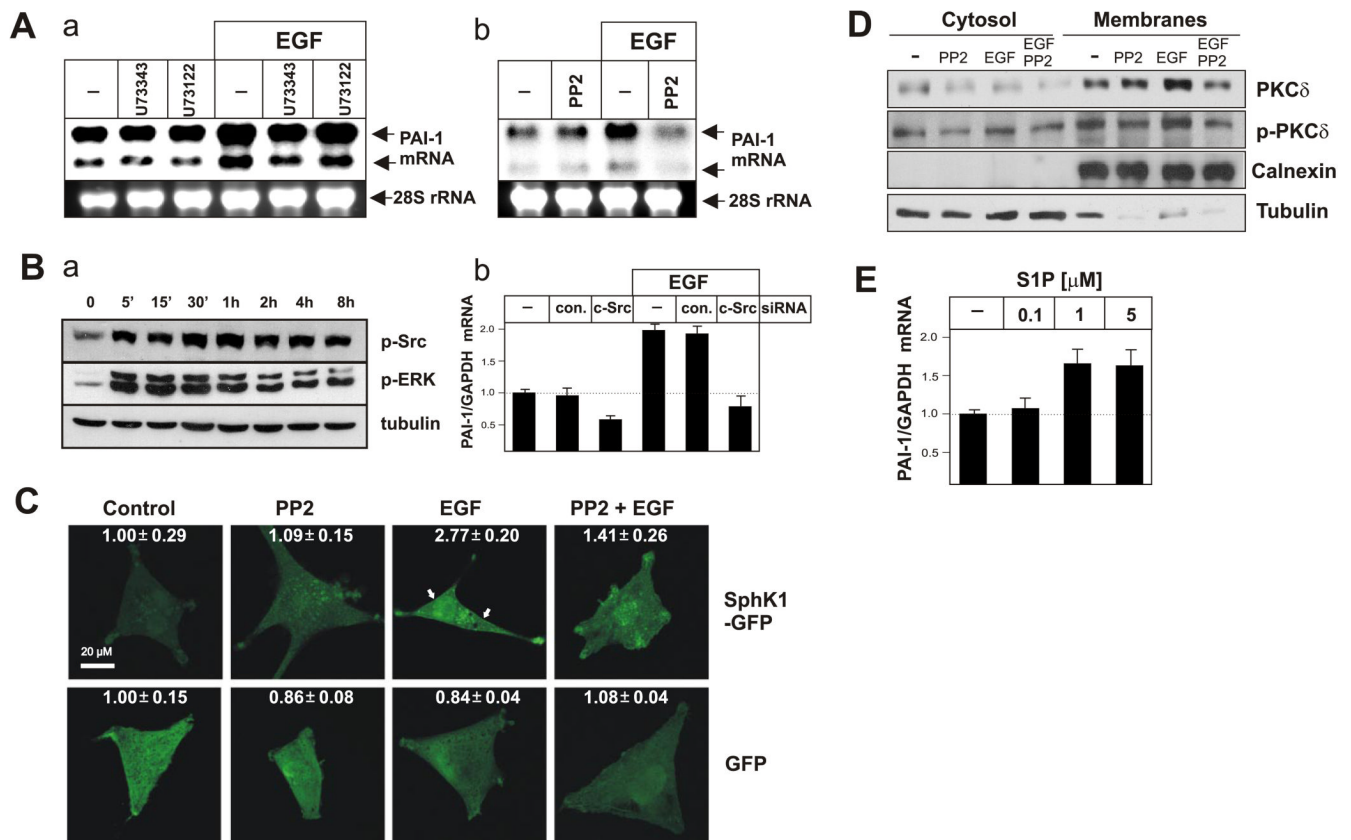 A
a
EGF
– U73343 U73122 – U73343 U73122
PAI-1
mRNA
28S rRNA
b
EGF
– PP2 – PP2
PAI-1
mRNA
28S rRNA
B
a
0 5' 15' 30' 1h 2h 4h 8h
p-Src
p-ERK
tubulin
b
EGF
– con. c-Src – con. c-Src siRNA
PAI-1/GAPDH mRNA
2.0
1.5
1.0
0.5
C
Control PP2 EGF PP2 + EGF
1.00± 0.29 1.09± 0.15 2.77± 0.20 1.41± 0.26
SphK1
-GFP
20 µM
1.00± 0.15 0.86± 0.08 0.84± 0.04 1.08± 0.04
GFP
D
Cytosol Membranes
– PP2 EGF EGF PP2 – PP2 EGF EGF PP2
PKCδ
p-PKCδ
Calnexin
Tubulin
E
S1P [µM]
– 0.1 1 5
PAI-1/GAPDH mRNA
2.0
1.5
1.0
0.5